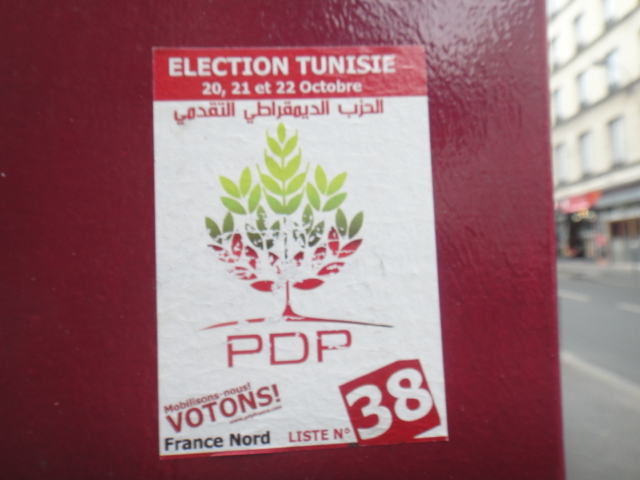 ELECTION TUNISIE
20, 21 et 22 Octobre
الحزب الديمقراطي التقدمي
PDP
Mobilisons-nous!
VOTONS!
France Nord
LISTE N° 38